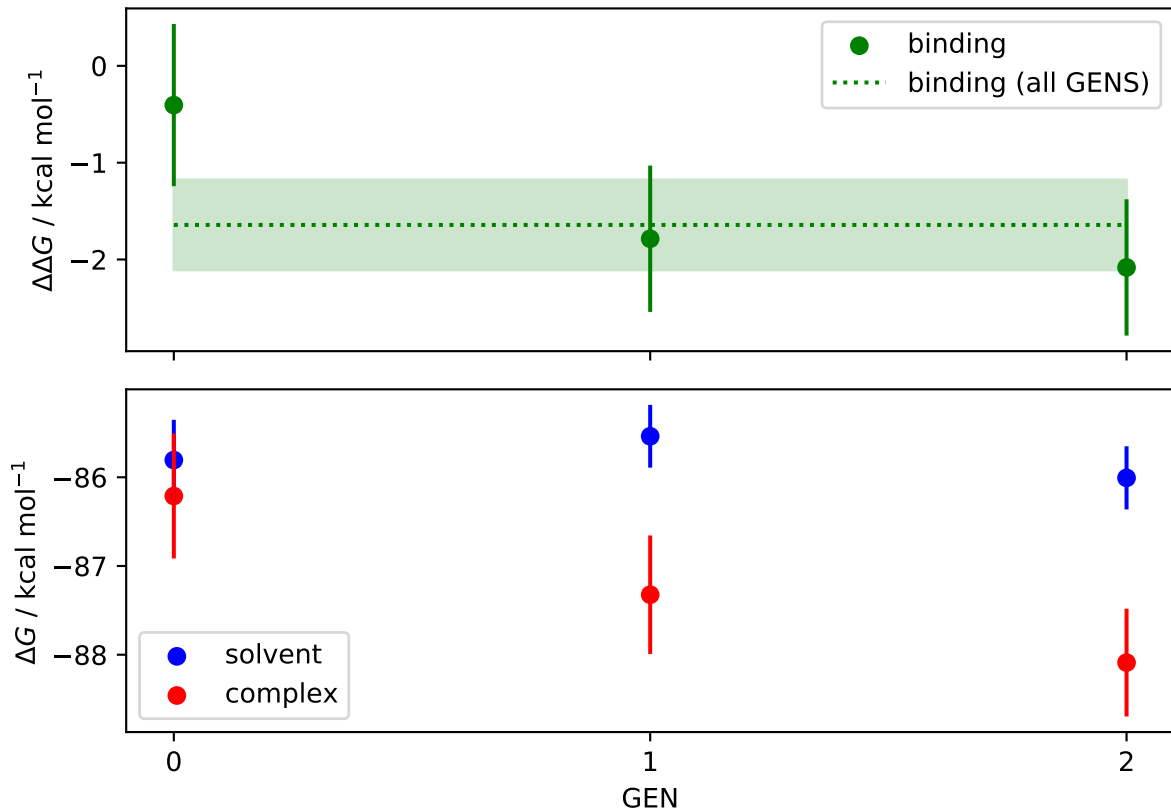 ΔΔG / kcal mol⁻¹
0
−1
−2
binding
binding (all GENS)
ΔG / kcal mol⁻¹
−86
−87
−88
solvent
complex
0 1 2
GEN